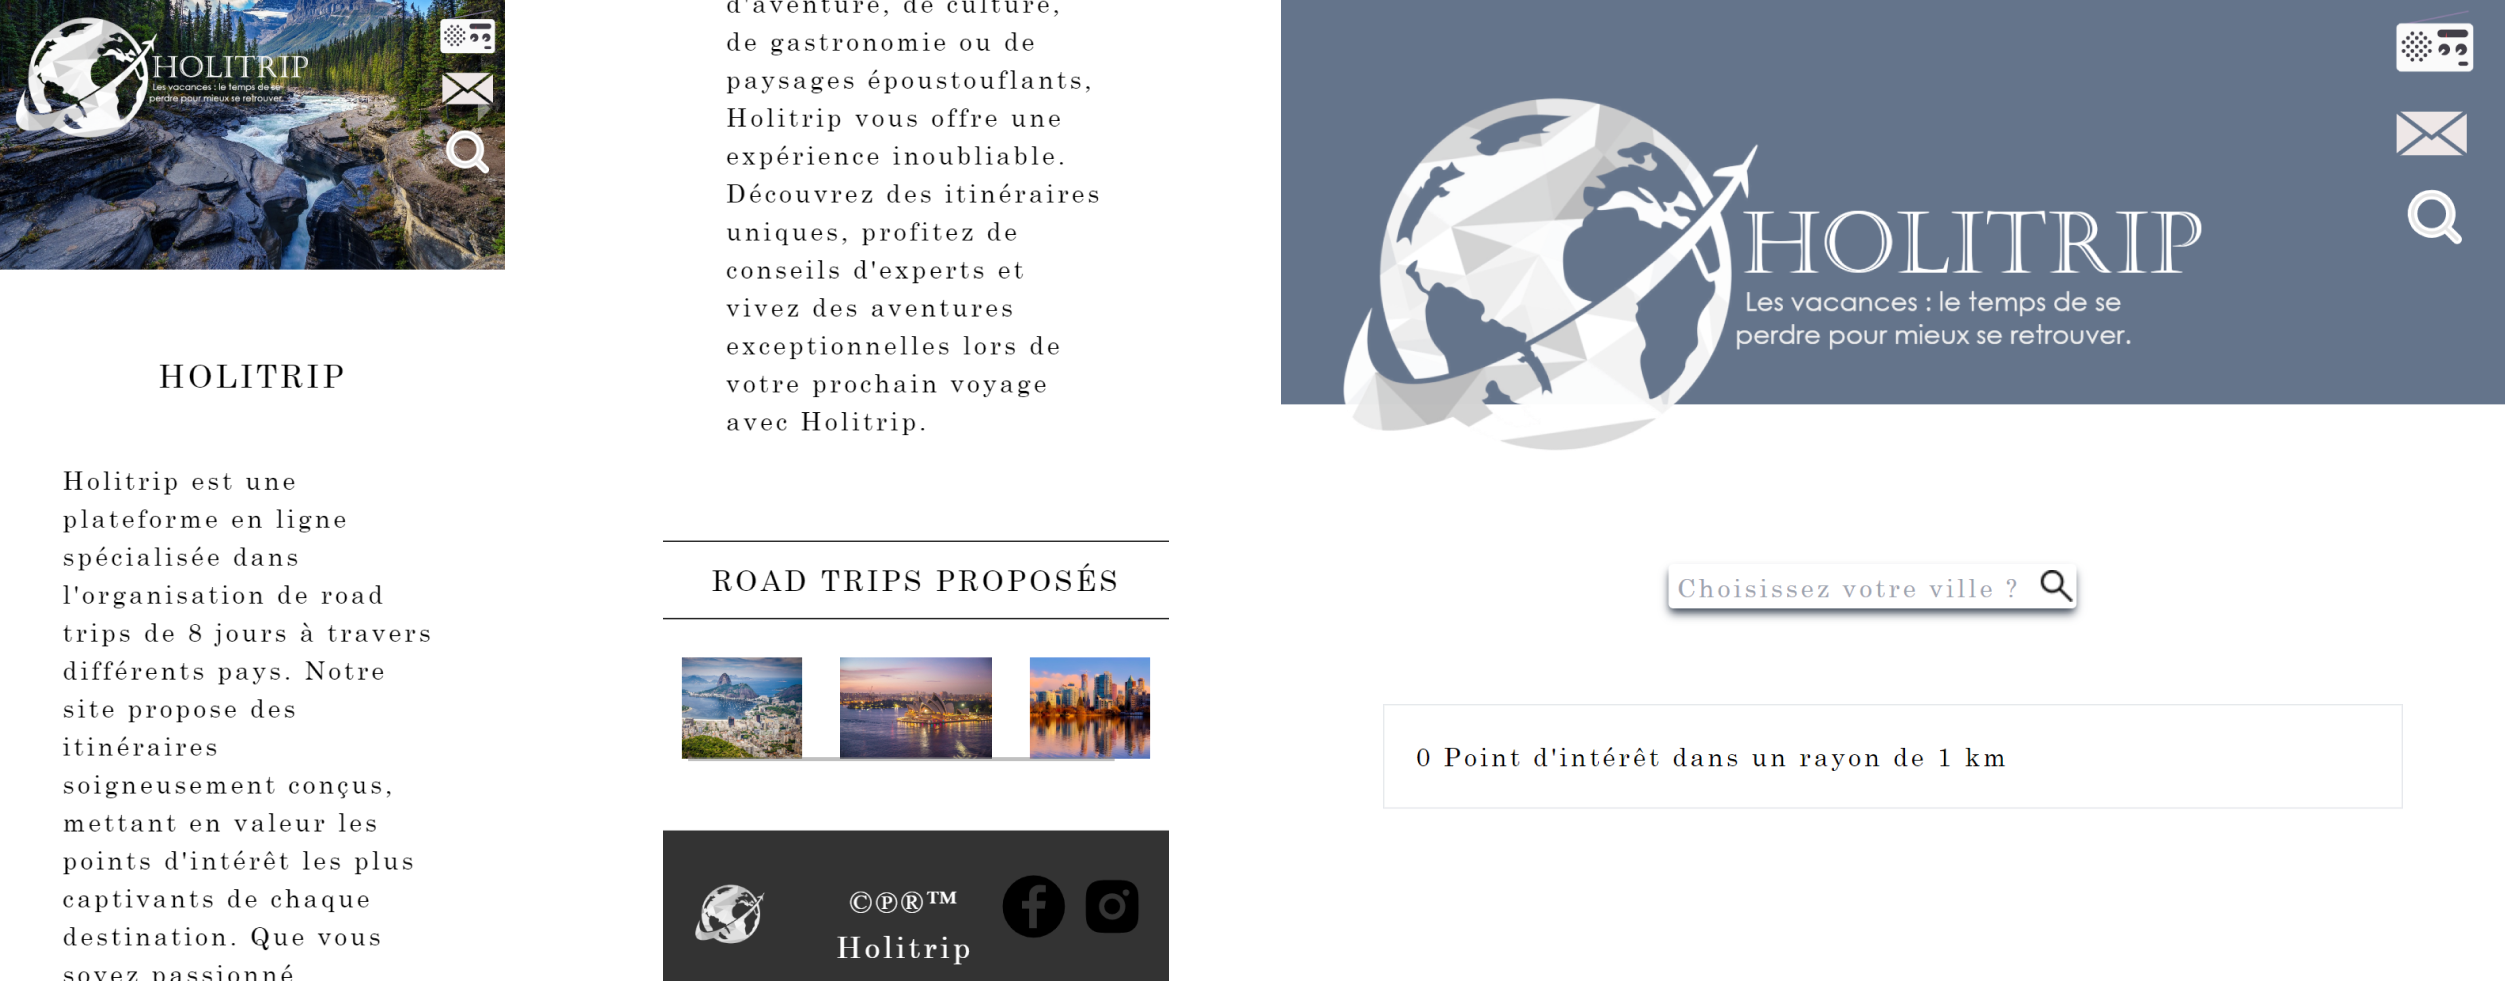 HOLITRIP
Les vacances : le temps de se
perdre pour mieux se retrouver.
HOLITRIP
Holitrip est une
plateforme en ligne
spécialisée dans
l'organisation de road
trips de 8 jours à travers
différents pays. Notre
site propose des
itinéraires
soigneusement conçus,
mettant en valeur les
points d'intérêt les plus
captivants de chaque
destination. Que vous
soyez passionné
d'aventure, de culture,
de gastronomie ou de
paysages époustouflants,
Holitrip vous offre une
expérience inoubliable.
Découvrez des itinéraires
uniques, profitez de
conseils d'experts et
vivez des aventures
exceptionnelles lors de
votre prochain voyage
avec Holitrip.
ROAD TRIPS PROPOSÉS
©℗®™
Holitrip
HOLITRIP
Les vacances : le temps de se
perdre pour mieux se retrouver.
Choisissez votre ville ?
0 Point d'intérêt dans un rayon de 1 km